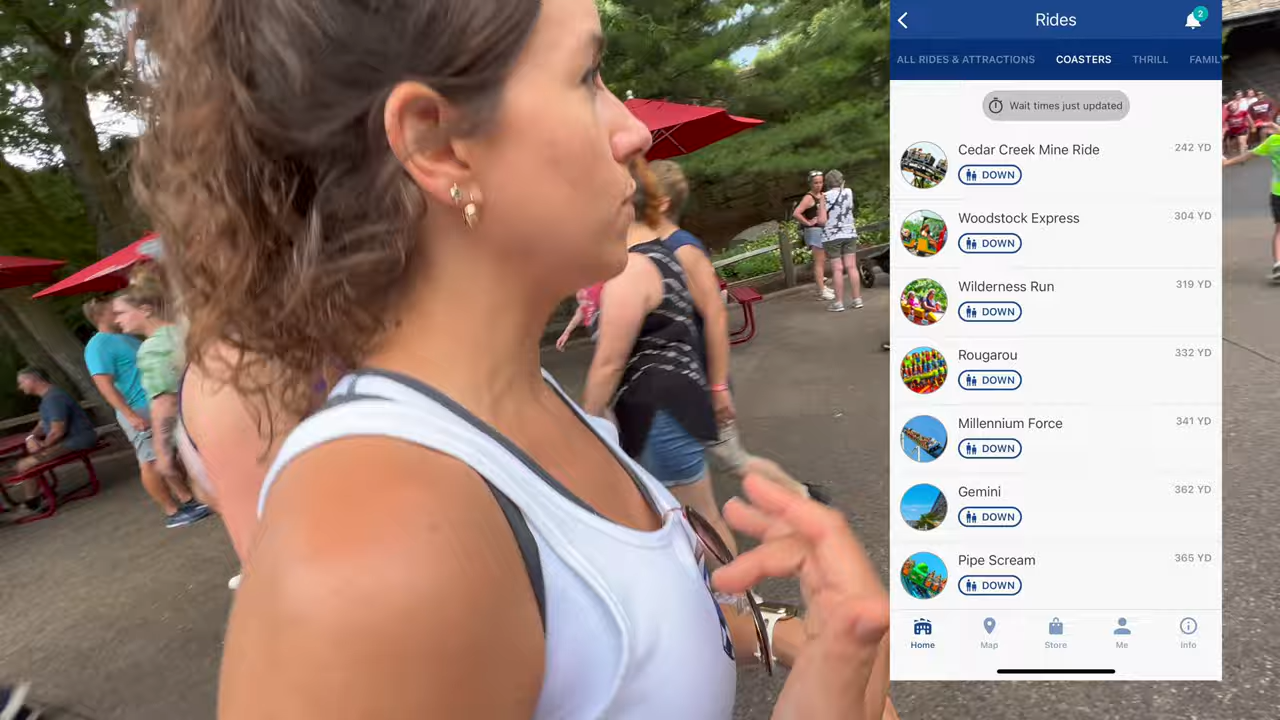 Rides
2
ALL RIDES & ATTRACTIONS COASTERS THRILL FAMIL
Wait times just updated
Cedar Creek Mine Ride 242 YD
DOWN
Woodstock Express 304 YD
DOWN
Wilderness Run 319 YD
DOWN
Rougarou 332 YD
DOWN
Millennium Force 341 YD
DOWN
Gemini 362 YD
DOWN
Pipe Scream 365 YD
DOWN
Home Map Store Me Info